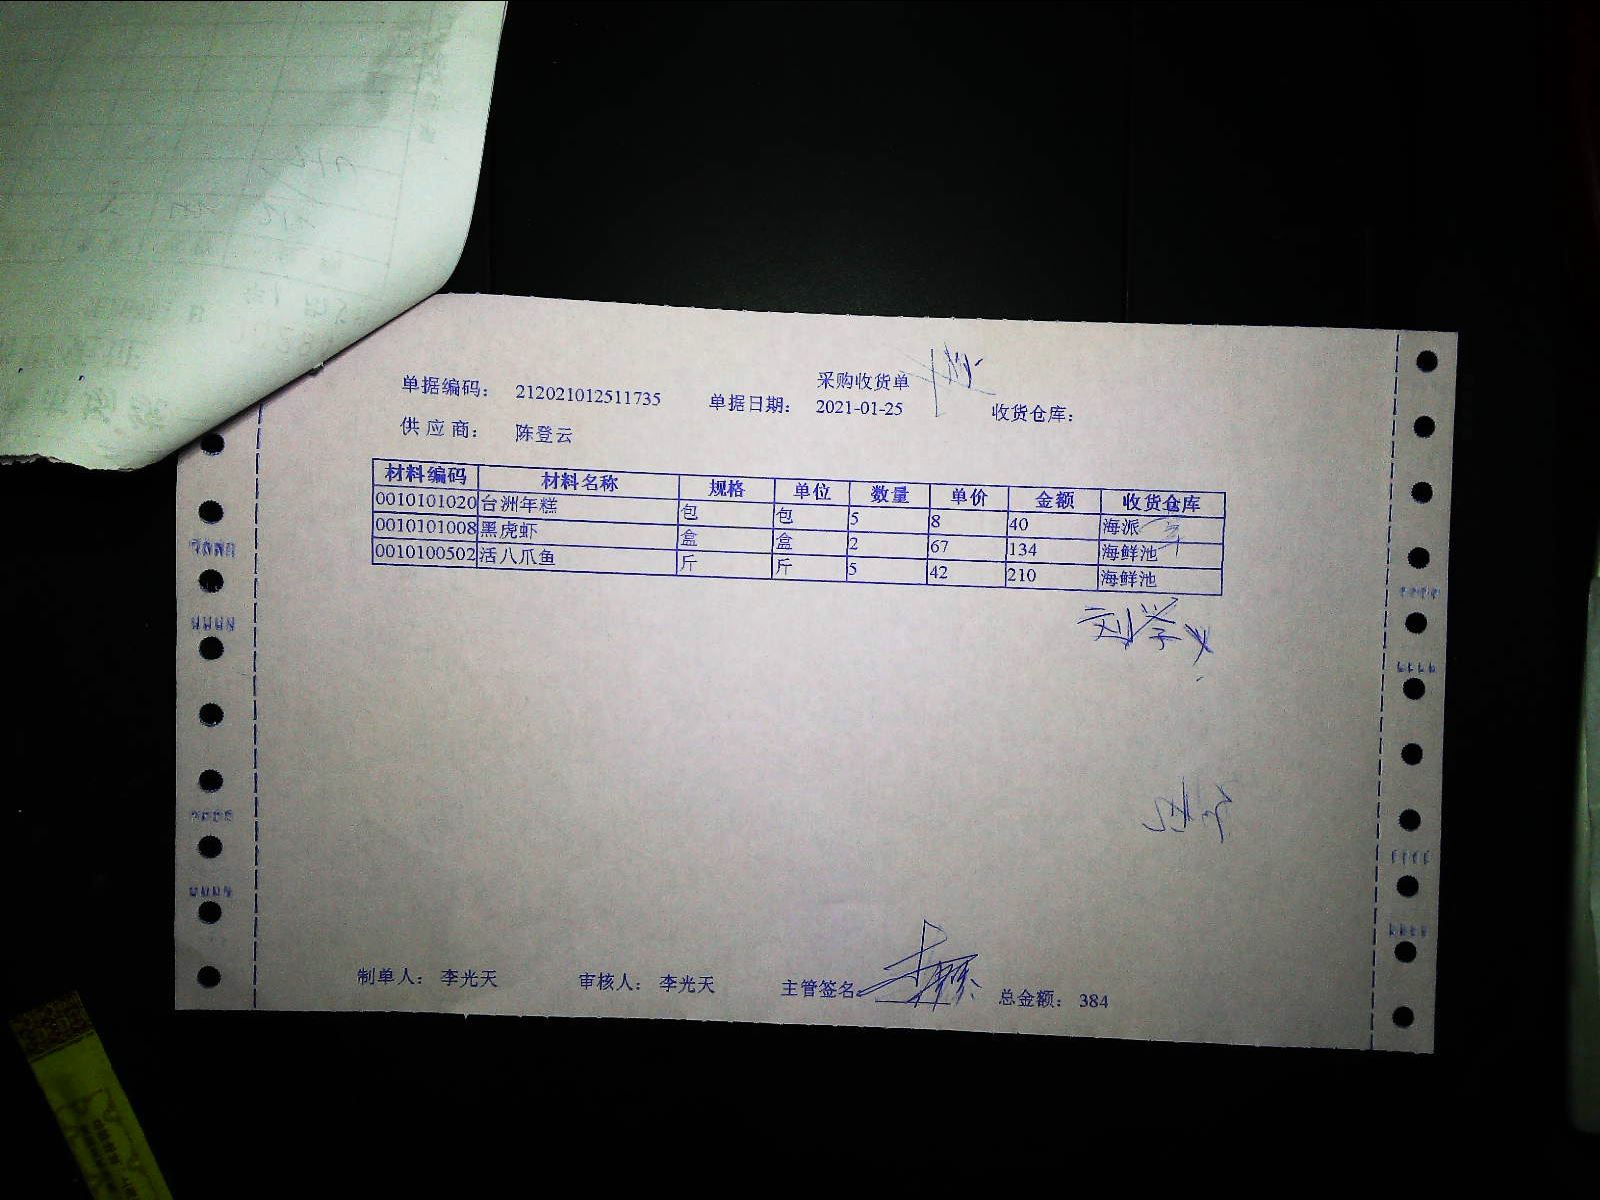 采购收货单
单据编码: 212021012511735 单据日期: 2021-01-25 收货仓库:
供应商: 陈登云
材料编码 材料名称 规格 单位 数量 单价 金额 收货仓库
0010101020 台洲年糕 包 包 5 8 40 海派
0010101008 黑虎虾 盒 盒 2 67 134 海鲜池
0010100502 活八爪鱼 斤 斤 5 42 210 海鲜池
制单人: 李光天 审核人: 李光天 主管签名 总金额: 384